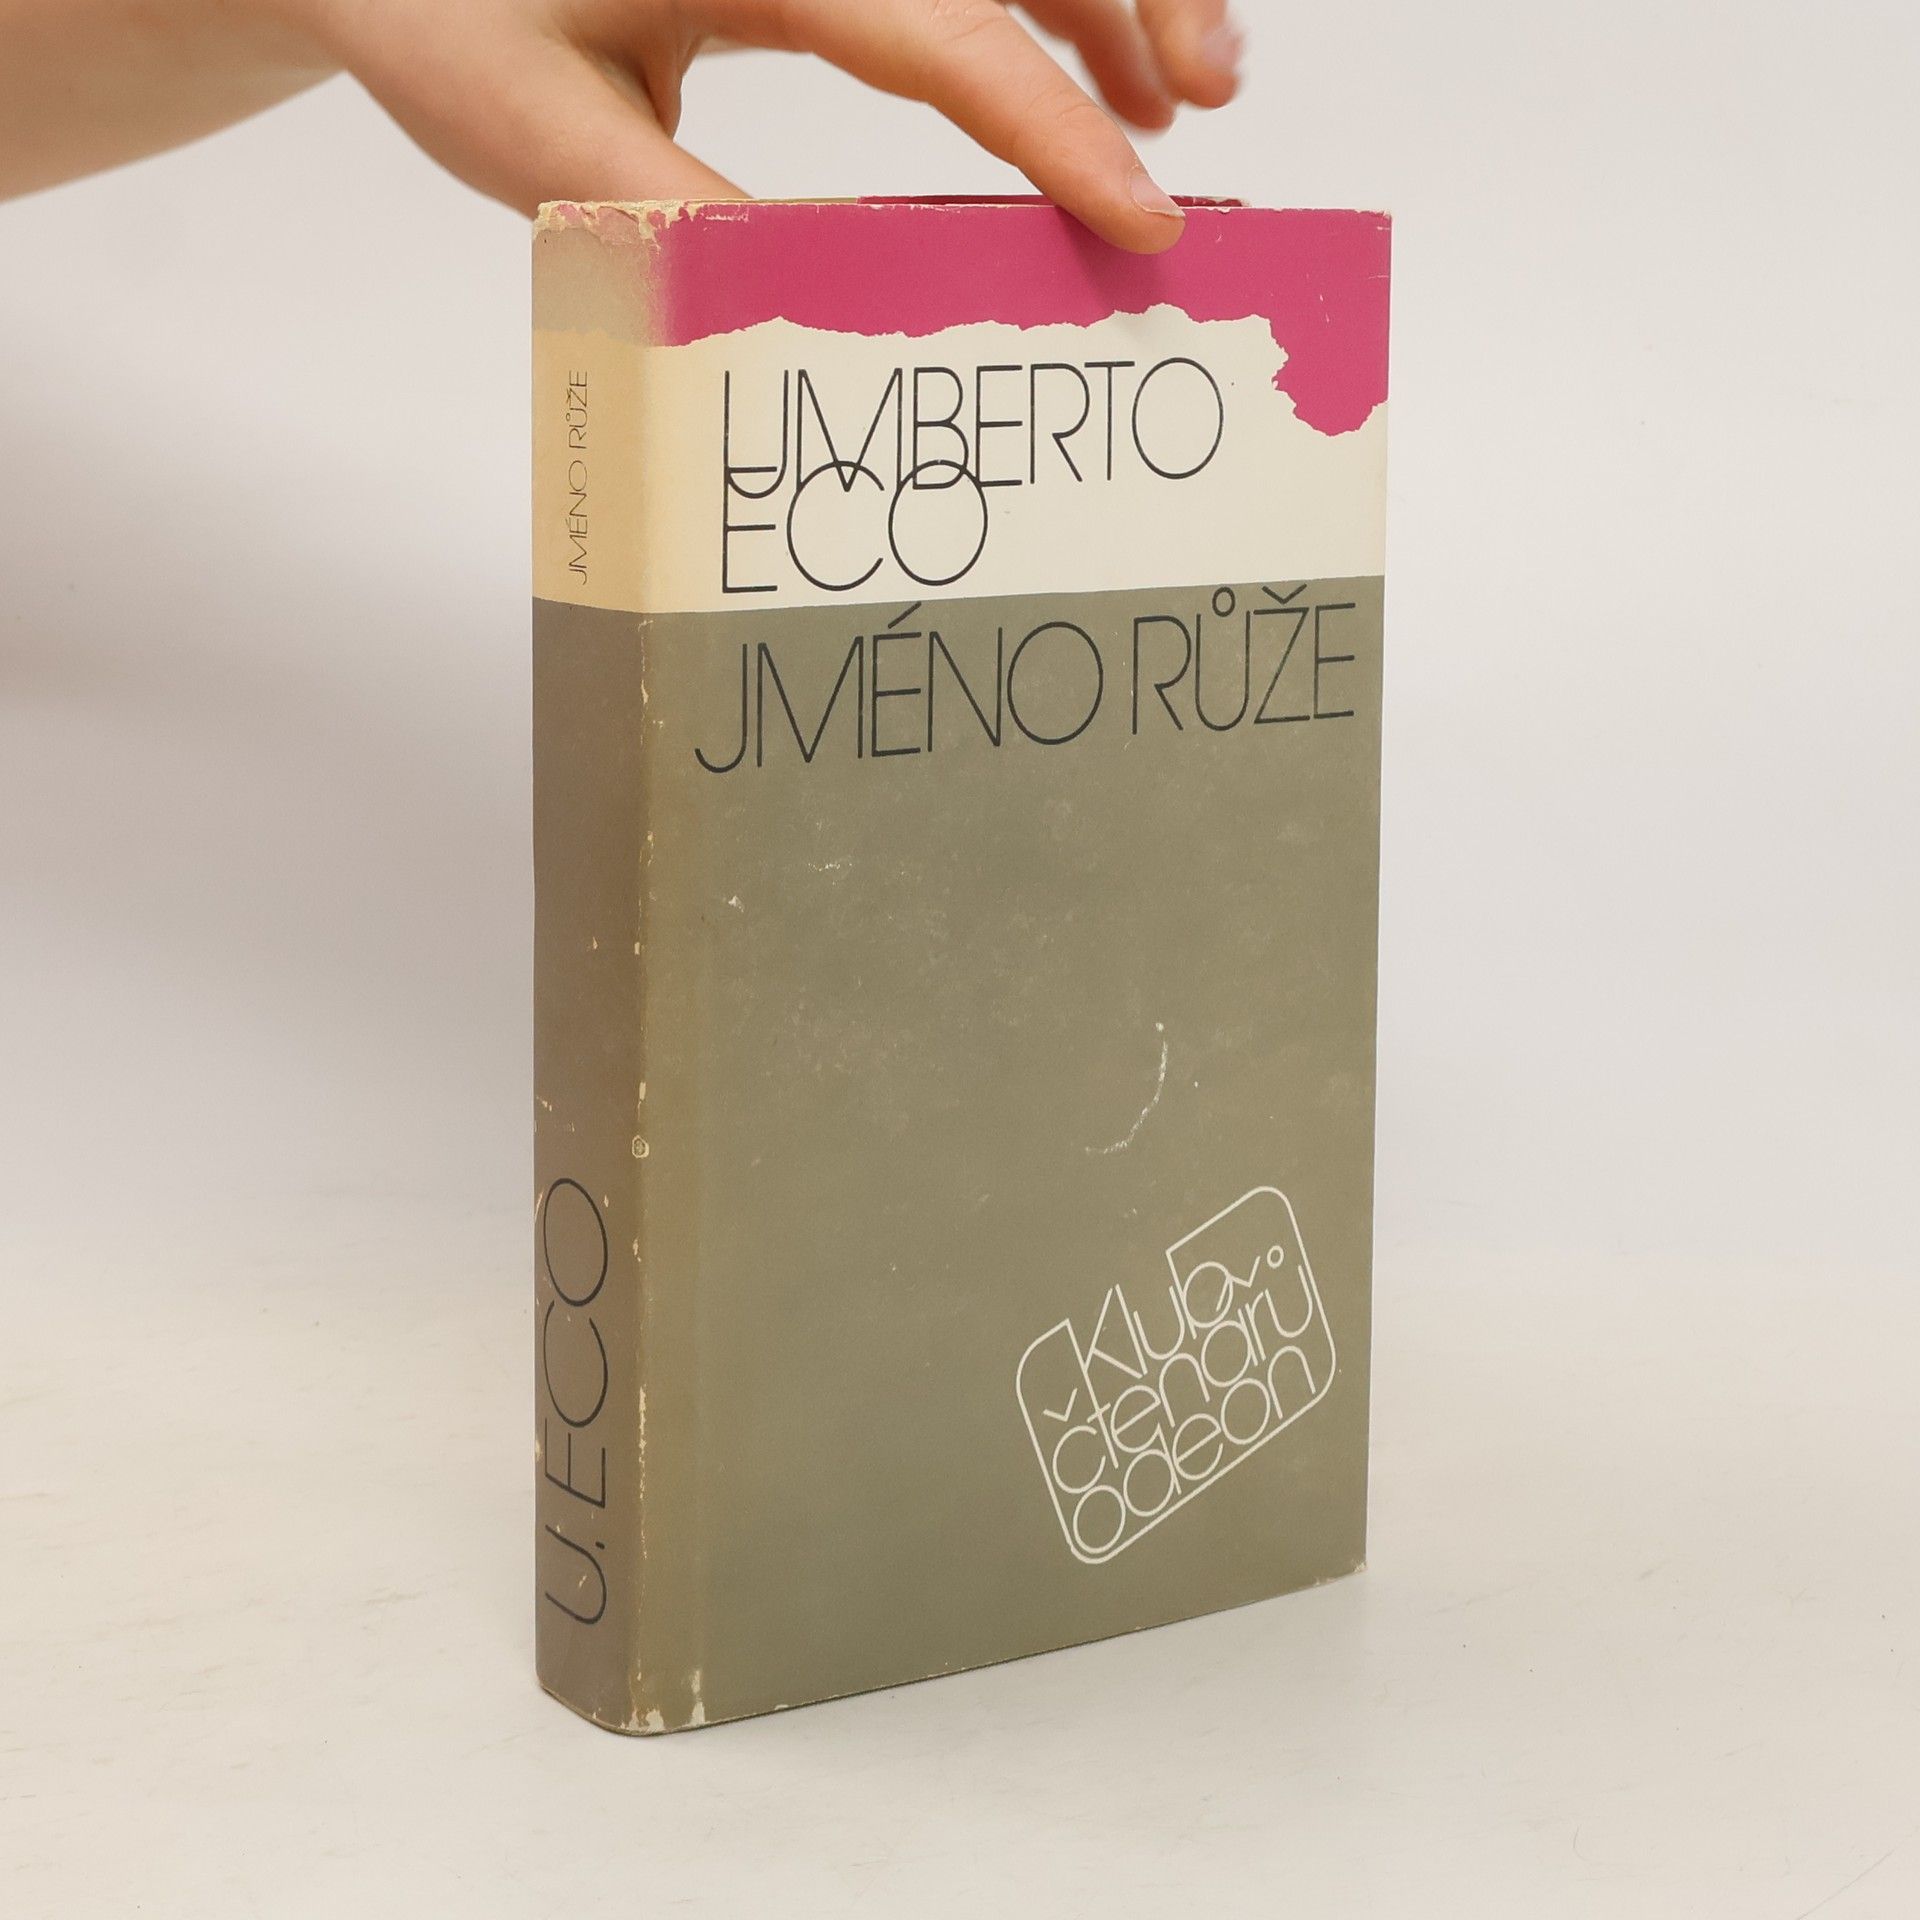 UMBERTO
ECO
JMÉNO RŮŽE
klub
čtenářů
odeon
JMÉNO RŮŽE
U. ECO